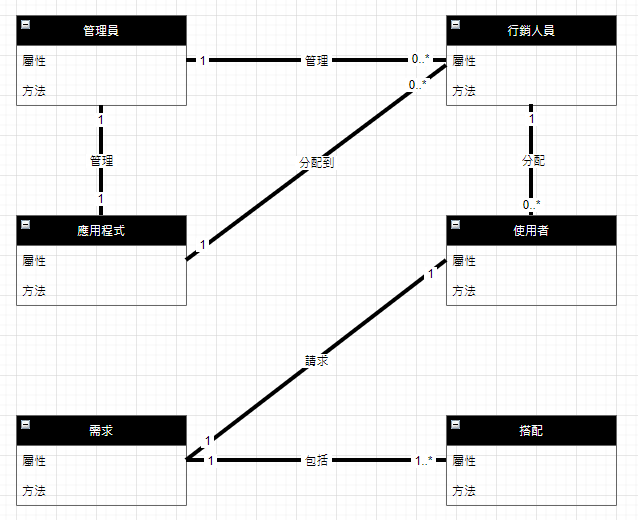 管理員
行銷人員
屬性
1
管理
0..*
屬性
方法
0..*
方法
1
1
管理
分配到
分配
1
0..*
應用程式
使用者
1
屬性
屬性
1
方法
方法
請求
需求
搭配
1
屬性
1
包括
1..*
屬性
方法
方法